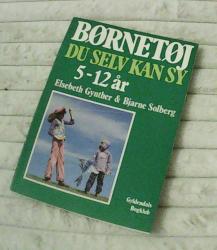 BØRNETØJ
DU SELV KAN SY
5-12 år
Elsebeth Gynther & Bjarne Solberg
Gyldendals
Bogklub